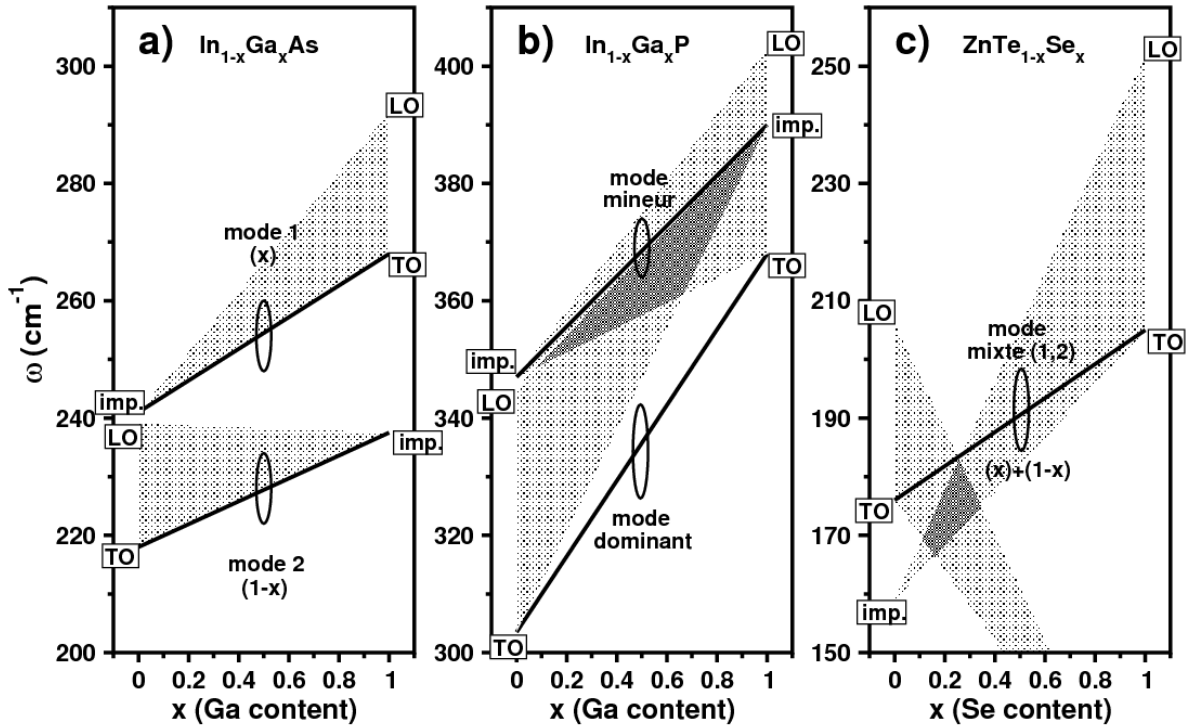 a) In1-xGaxAs
300
280
260
240
220
200
ω (cm-1)
LO
TO
mode 1
(x)
imp.
LO
imp.
TO
mode 2
(1-x)
0 0.2 0.4 0.6 0.8 1
x (Ga content)
b) In1-xGaxP
400
380
360
340
320
300
LO
imp.
mode
mineur
TO
imp.
LO
mode
dominant
TO
0 0.2 0.4 0.6 0.8 1
x (Ga content)
c) ZnTe1-xSex
250
230
210
190
170
150
LO
LO
mode
mixte (1,2)
TO
(x)+(1-x)
TO
imp.
0 0.2 0.4 0.6 0.8 1
x (Se content)